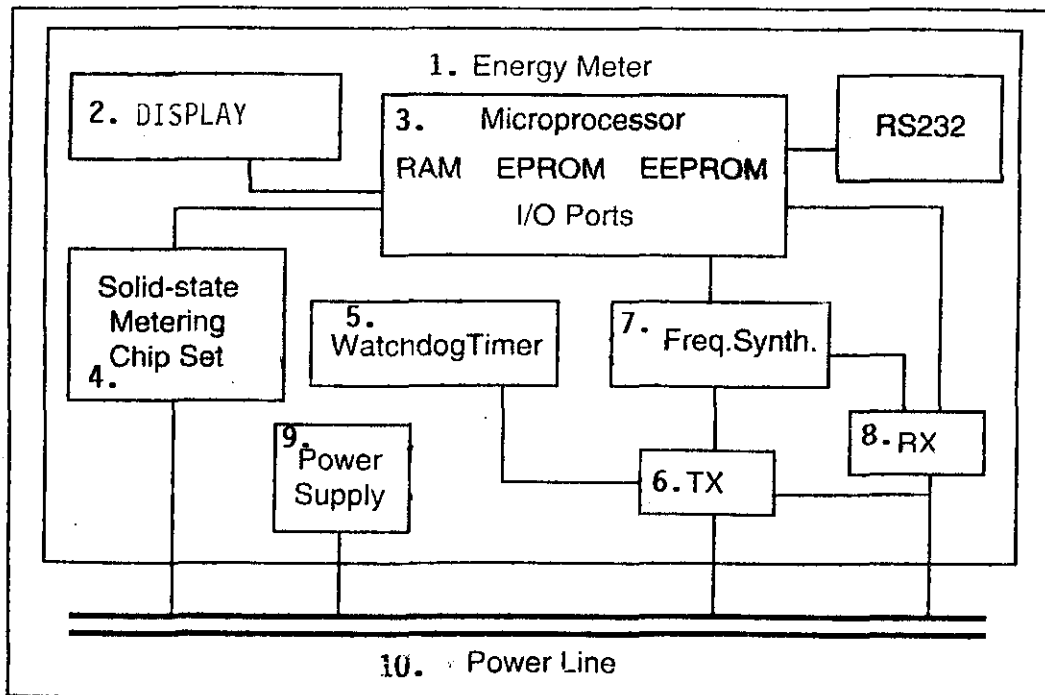 1. Energy Meter
2. DISPLAY
3. Microprocessor
RAM EPROM EEPROM
I/O Ports
RS232
Solid-state
Metering
Chip Set
4.
5.
WatchdogTimer
7. Freq.Synth.
9.
Power
Supply
6. TX
8. RX
10. Power Line